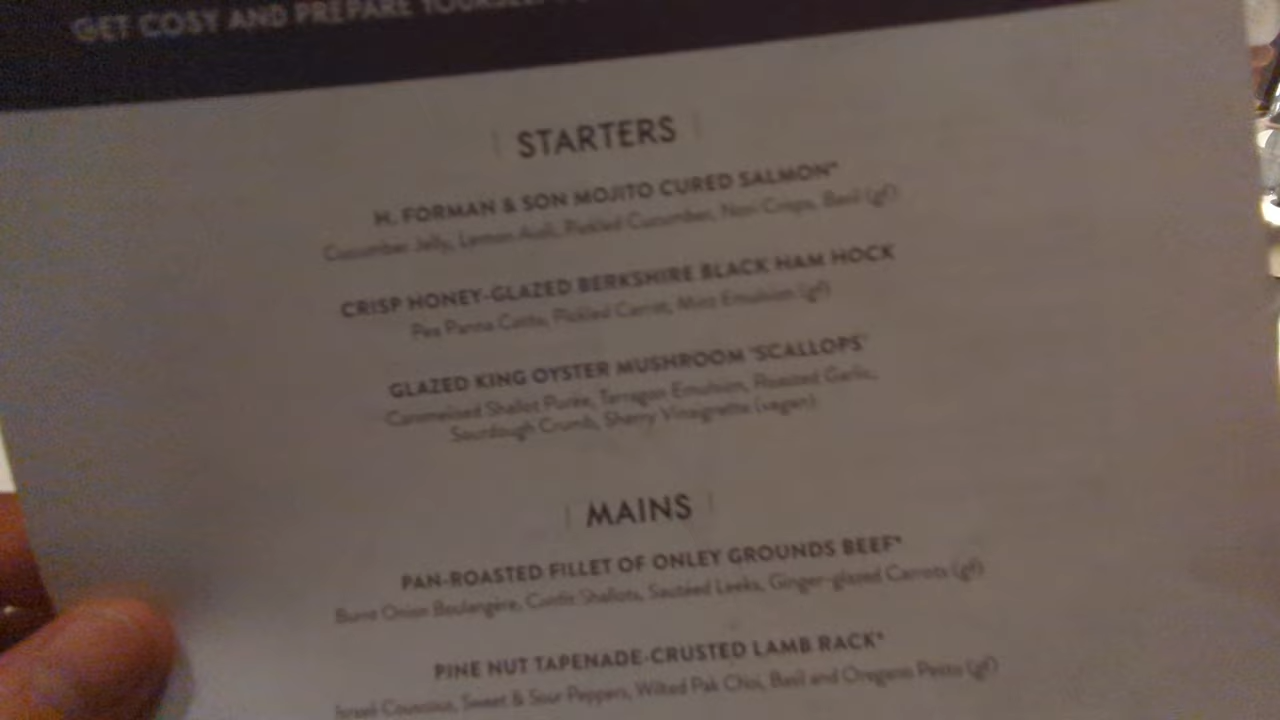 GET COSY AND PREPARE YOURSELF
STARTERS
H. FORMAN & SON MOJITO CURED SALMON*
Cucumber Jelly, Lemon Aioli, Pickled Cucumber, Nori Crisps, Basil (gf)
CRISP HONEY-GLAZED BERKSHIRE BLACK HAM HOCK
Pea Panna Cotta, Pickled Carrot, Mint Emulsion (gf)
GLAZED KING OYSTER MUSHROOM 'SCALLOPS'
Caramelised Shallot Purée, Tarragon Emulsion, Roasted Garlic,
Sourdough Crumb, Sherry Vinaigrette (vegan)
MAINS
PAN-ROASTED FILLET OF ONLEY GROUNDS BEEF*
Burnt Onion Boulangère, Confit Shallots, Sautéed Leeks, Ginger-glazed Carrots (gf)
PINE NUT TAPENADE-CRUSTED LAMB RACK*
Israeli Couscous, Sweet & Sour Peppers, Wilted Pak Choi, Basil and Oregano Pesto (gf)